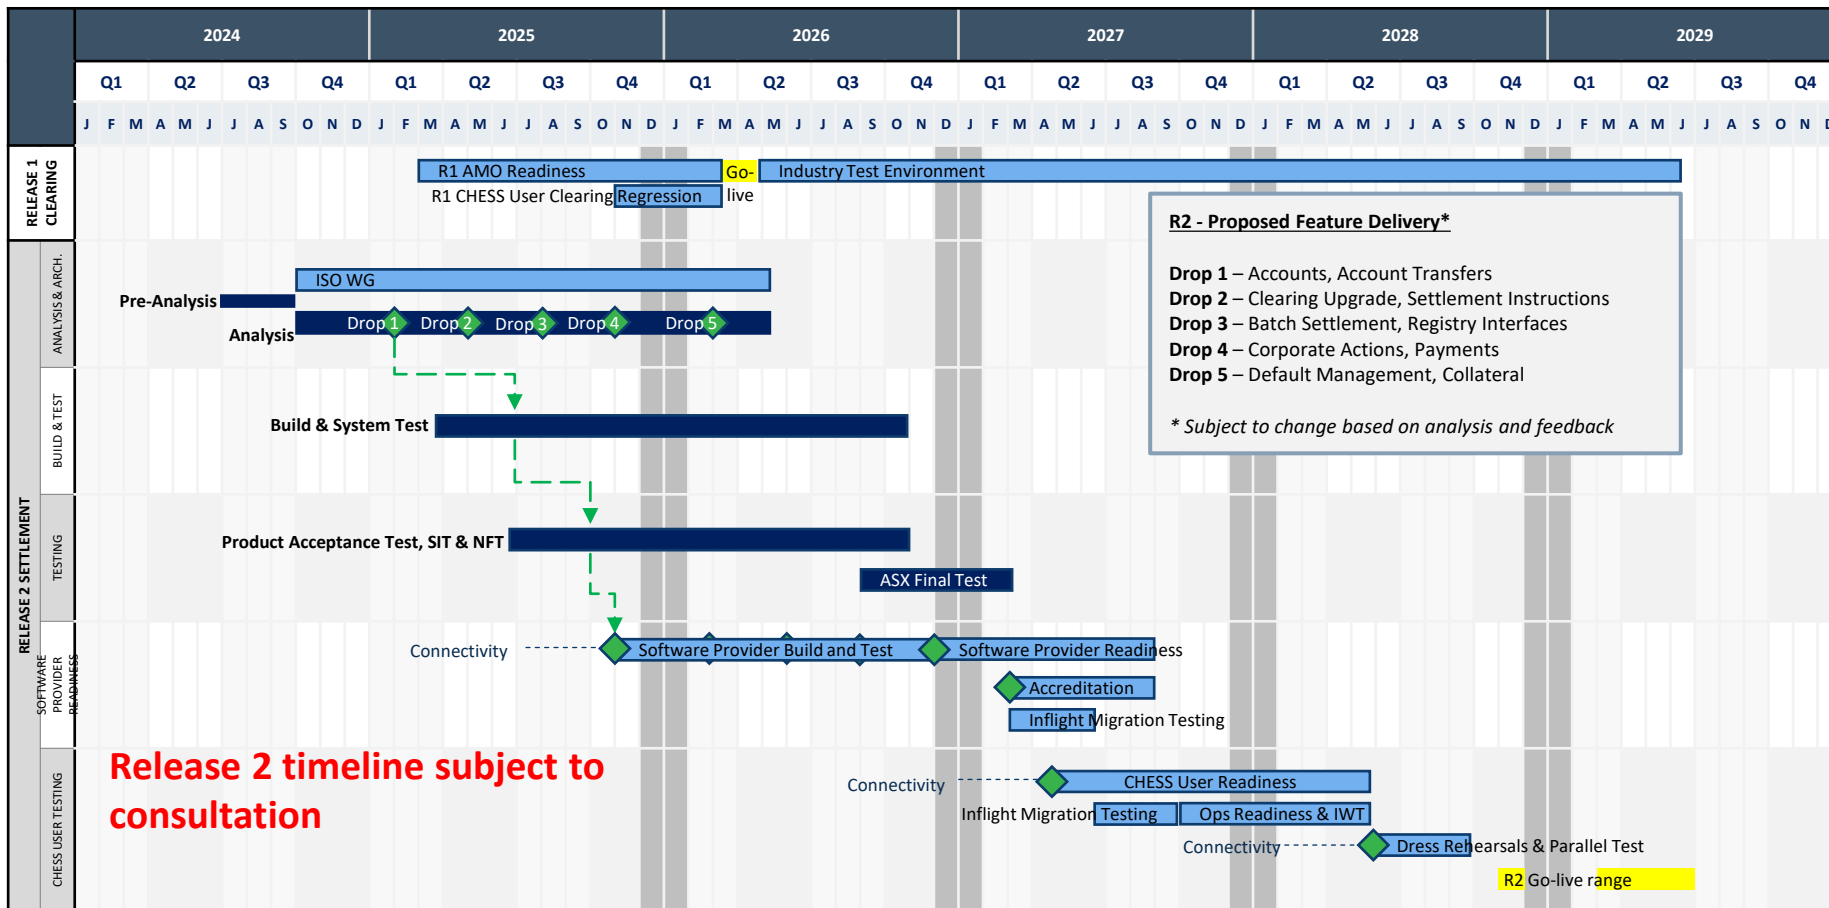 2024 2025 2026 2027 2028 2029
Q1 Q2 Q3 Q4 Q1 Q2 Q3 Q4 Q1 Q2 Q3 Q4 Q1 Q2 Q3 Q4 Q1 Q2 Q3 Q4 Q1 Q2 Q3 Q4
J F M A M J J A S O N D J F M A M J J A S O N D J F M A M J J A S O N D J F M A M J J A S O N D J F M A M J J A S O N D J F M A M J J A S O N D
RELEASE 1
CLEARING
R1 AMO Readiness
Go-
live
Industry Test Environment
R1 CHESS User Clearing Regression
R2 - Proposed Feature Delivery*
Drop 1 – Accounts, Account Transfers
Drop 2 – Clearing Upgrade, Settlement Instructions
Drop 3 – Batch Settlement, Registry Interfaces
Drop 4 – Corporate Actions, Payments
Drop 5 – Default Management, Collateral
* Subject to change based on analysis and feedback
RELEASE 2 SETTLEMENT
ANALYSIS & ARCH.
ISO WG
Pre-Analysis
Analysis
Drop 1
Drop 2
Drop 3
Drop 4
Drop 5
BUILD & TEST
Build & System Test
TESTING
Product Acceptance Test, SIT & NFT
ASX Final Test
SOFTWARE
PROVIDER
READINESS
Connectivity
Software Provider Build and Test
Software Provider Readiness
Accreditation
Inflight Migration Testing
CHESS USER TESTING
Release 2 timeline subject to
consultation
Connectivity
CHESS User Readiness
Inflight Migration Testing
Ops Readiness & IWT
Connectivity
Dress Rehearsals & Parallel Test
R2 Go-live range